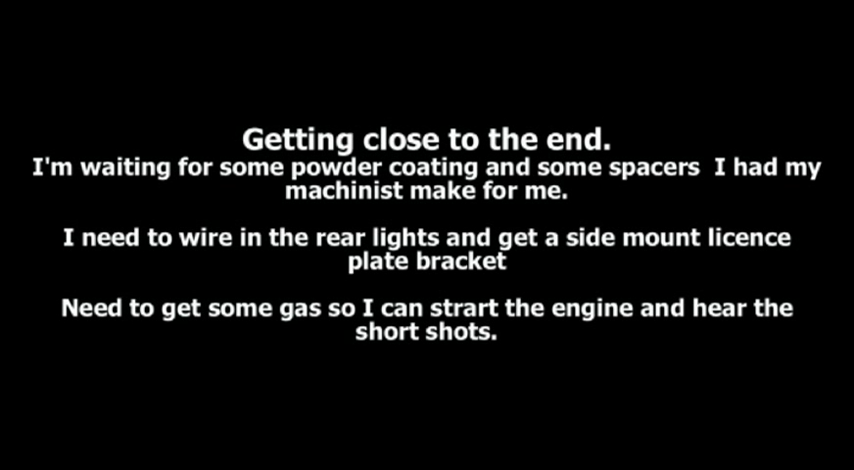 Getting close to the end.
I'm waiting for some powder coating and some spacers  I had my
machinist make for me.
I need to wire in the rear lights and get a side mount licence
plate bracket
Need to get some gas so I can strart the engine and hear the
short shots.